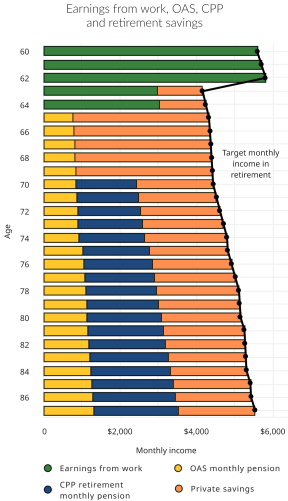 Earnings from work, OAS, CPP
and retirement savings
60
62
64
66
68
70
72
74
76
78
80
82
84
86
Age
Target monthly
income in
retirement
0
$2,000
$4,000
$6,000
Monthly income
Earnings from work
OAS monthly pension
CPP retirement
monthly pension
Private savings